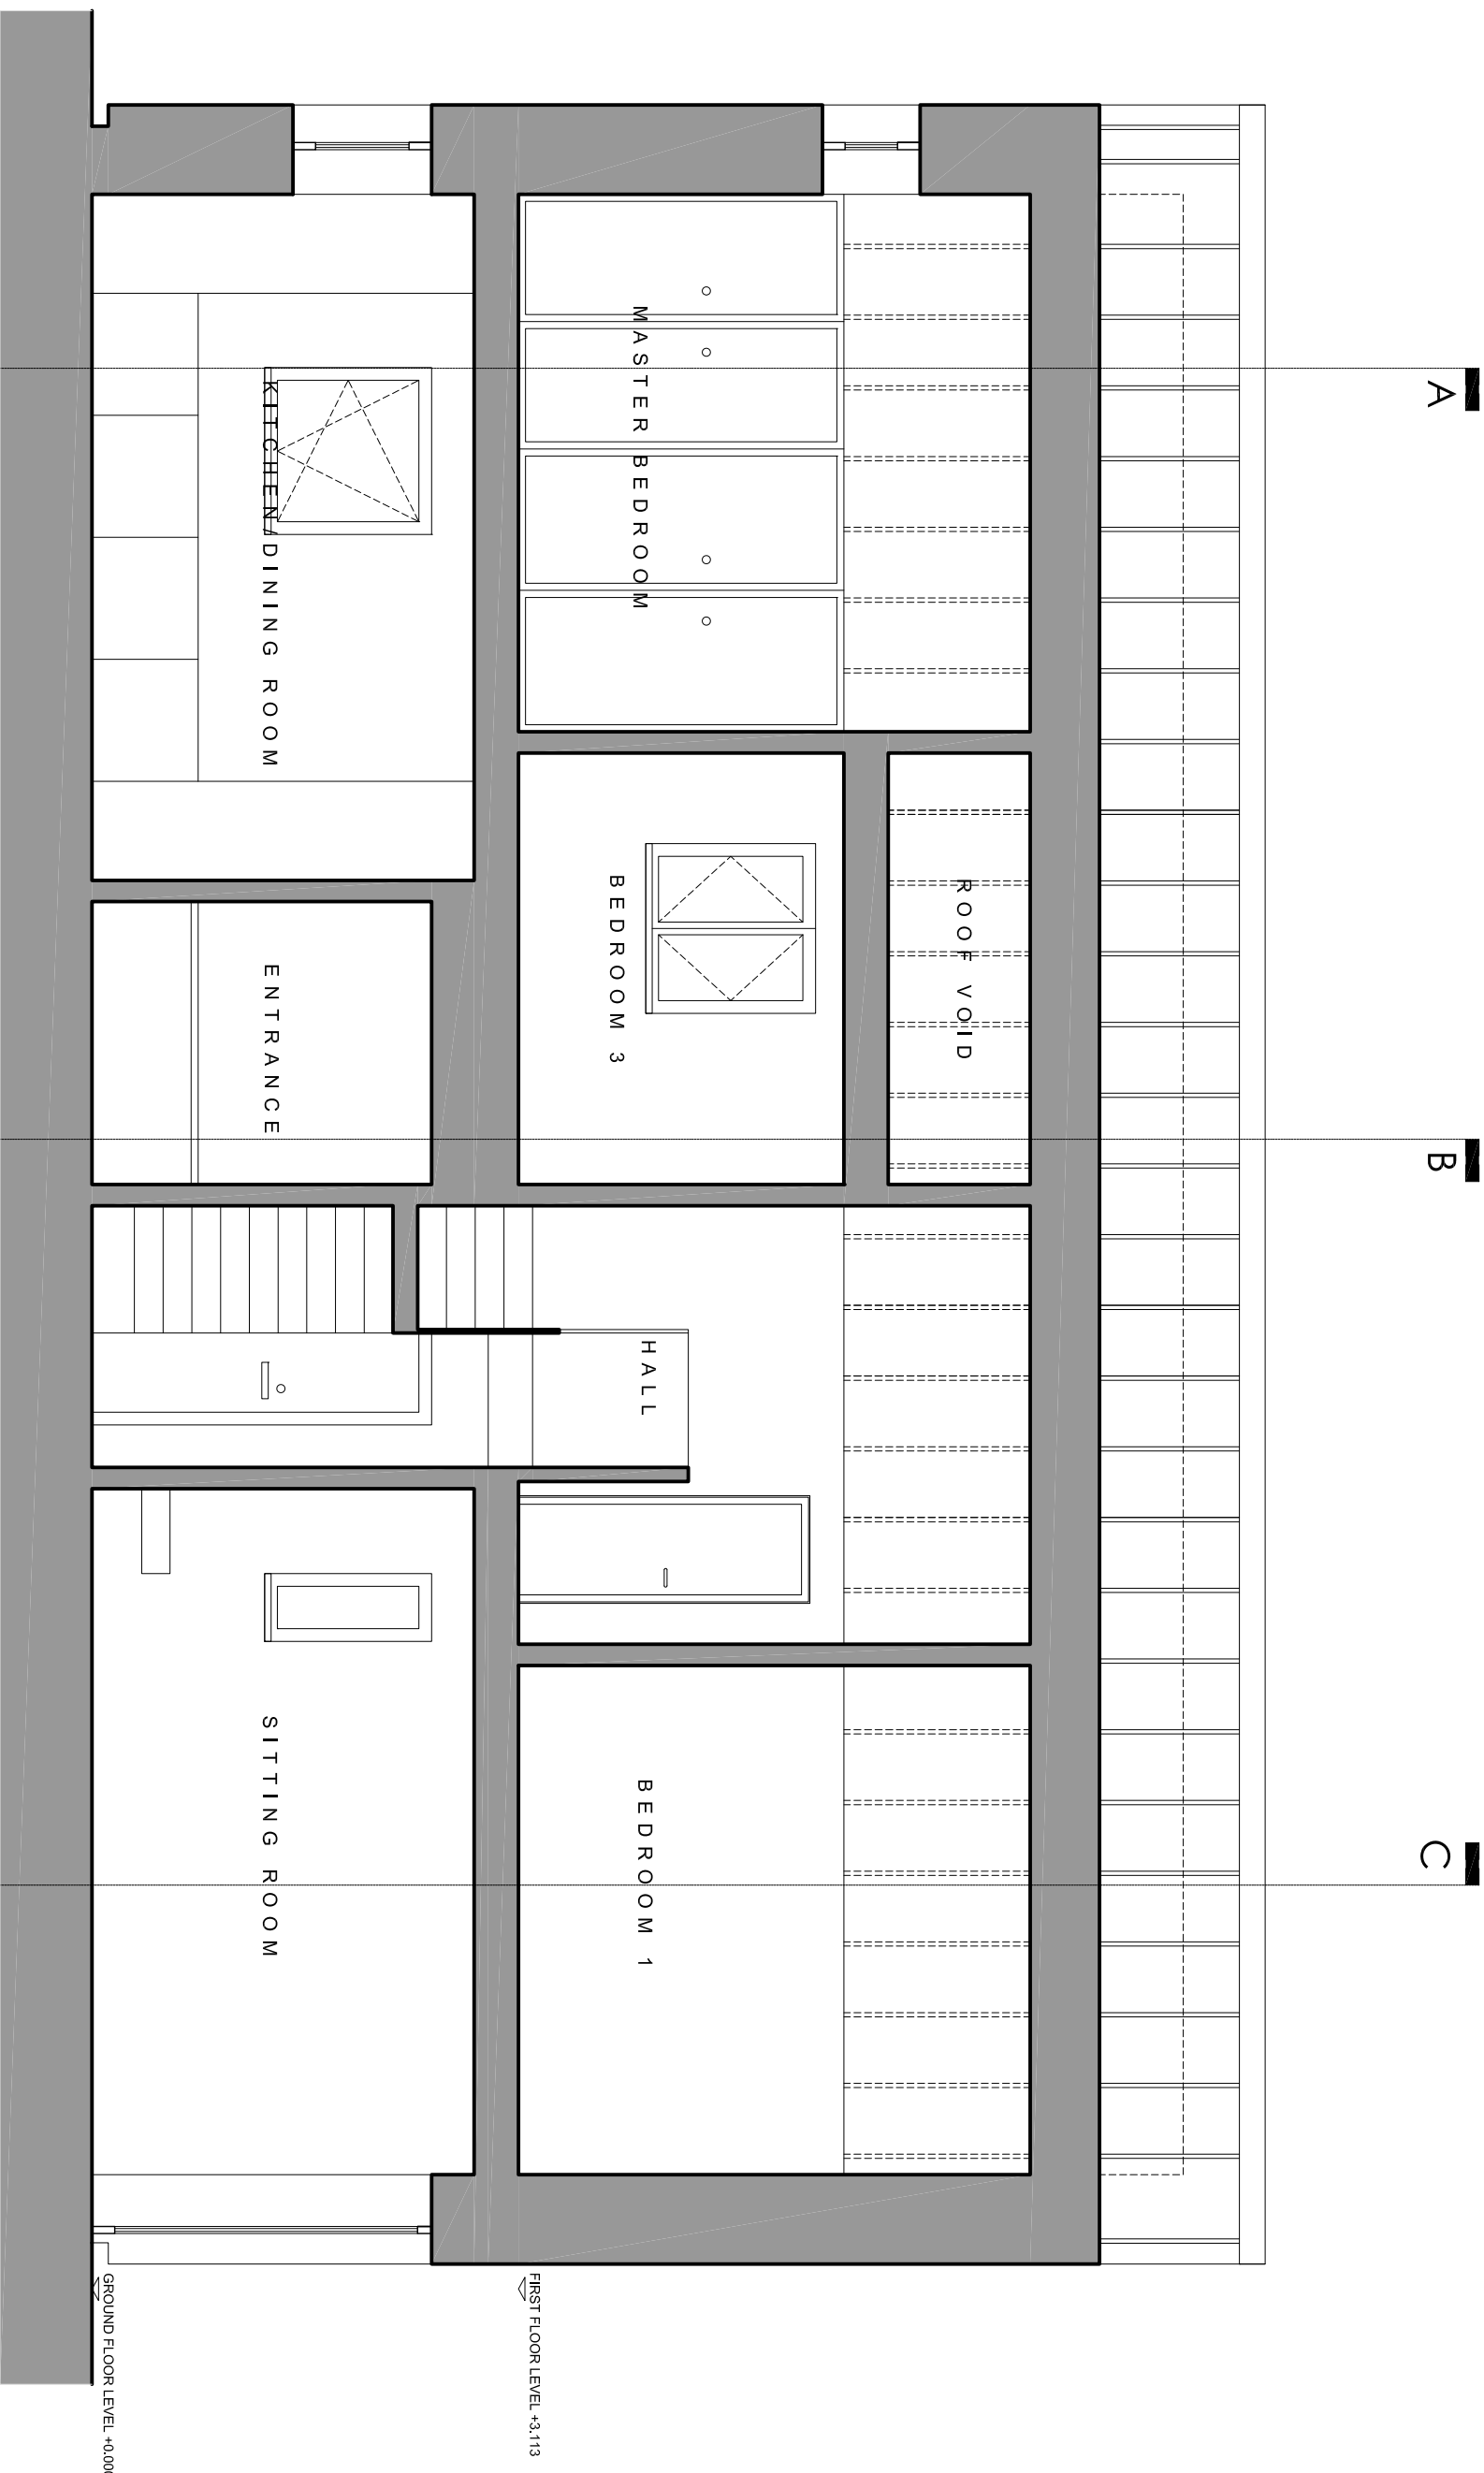 A
B
C
MASTER BEDROOM
ROOF VOID
BEDROOM 3
HALL
BEDROOM 1
KITCHEN/DINING ROOM
ENTRANCE
SITTING ROOM
FIRST FLOOR LEVEL +3.113
GROUND FLOOR LEVEL +0.000